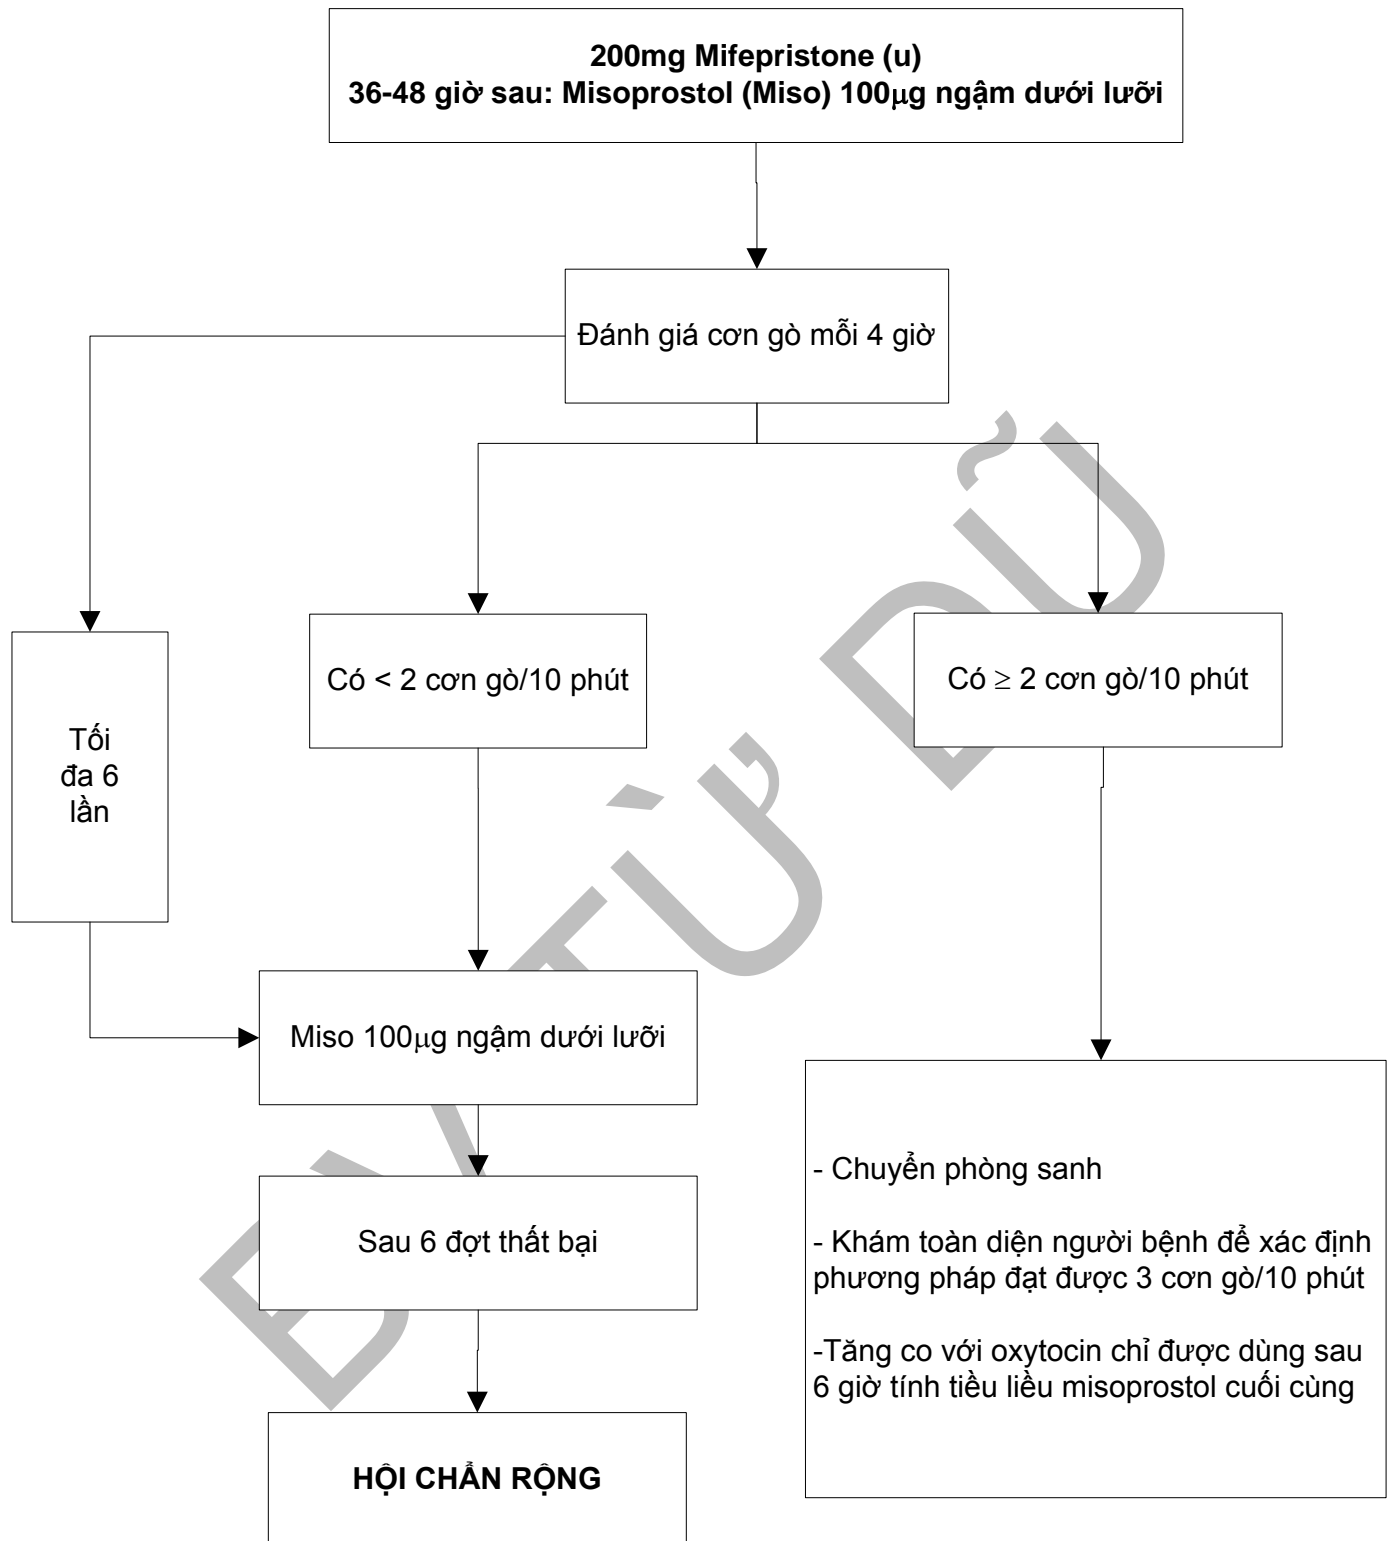 200mg Mifepristone (u)
36-48 giờ sau: Misoprostol (Miso) 100μg ngậm dưới lưỡi
Đánh giá cơn gò mỗi 4 giờ
Có < 2 cơn gò/10 phút
Có ≥ 2 cơn gò/10 phút
Tối
đa 6
lần
Miso 100μg ngậm dưới lưỡi
- Chuyển phòng sanh
- Khám toàn diện người bệnh để xác định
phương pháp đạt được 3 cơn gò/10 phút
-Tăng co với oxytocin chỉ được dùng sau
6 giờ tính tiều liều misoprostol cuối cùng
Sau 6 đợt thất bại
HỘI CHẨN RỘNG
BV TỪ DŨ